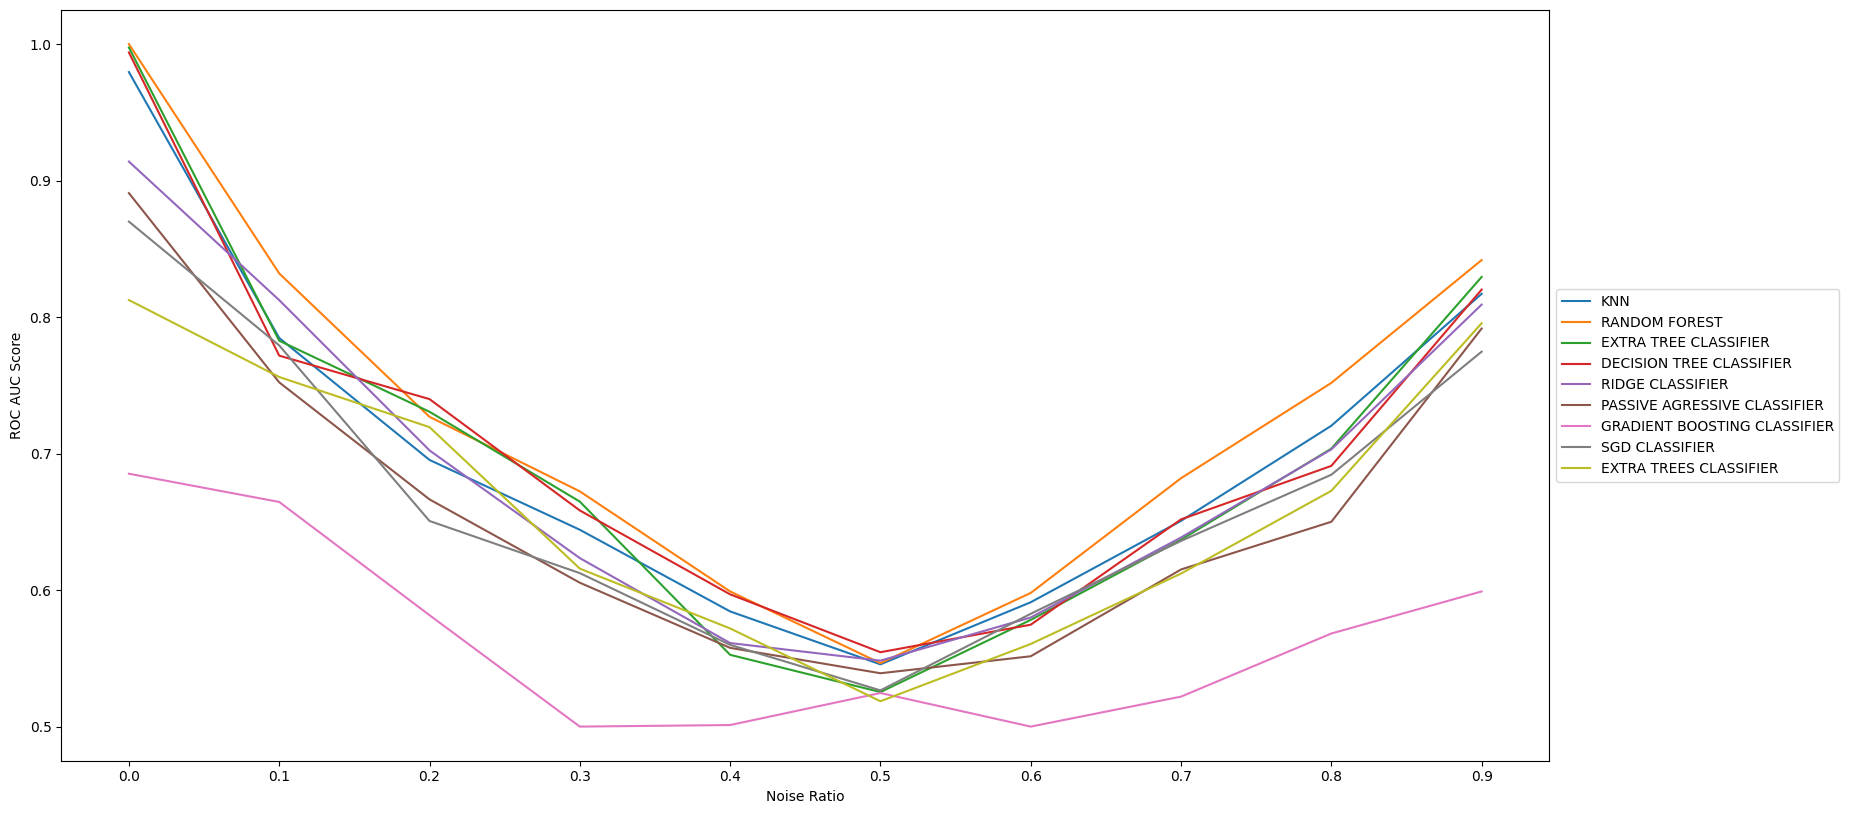 1.0
0.9
0.8
0.7
0.6
0.5
ROC AUC Score
0.0 0.1 0.2 0.3 0.4 0.5 0.6 0.7 0.8 0.9
Noise Ratio
KNN
RANDOM FOREST
EXTRA TREE CLASSIFIER
DECISION TREE CLASSIFIER
RIDGE CLASSIFIER
PASSIVE AGRESSIVE CLASSIFIER
GRADIENT BOOSTING CLASSIFIER
SGD CLASSIFIER
EXTRA TREES CLASSIFIER